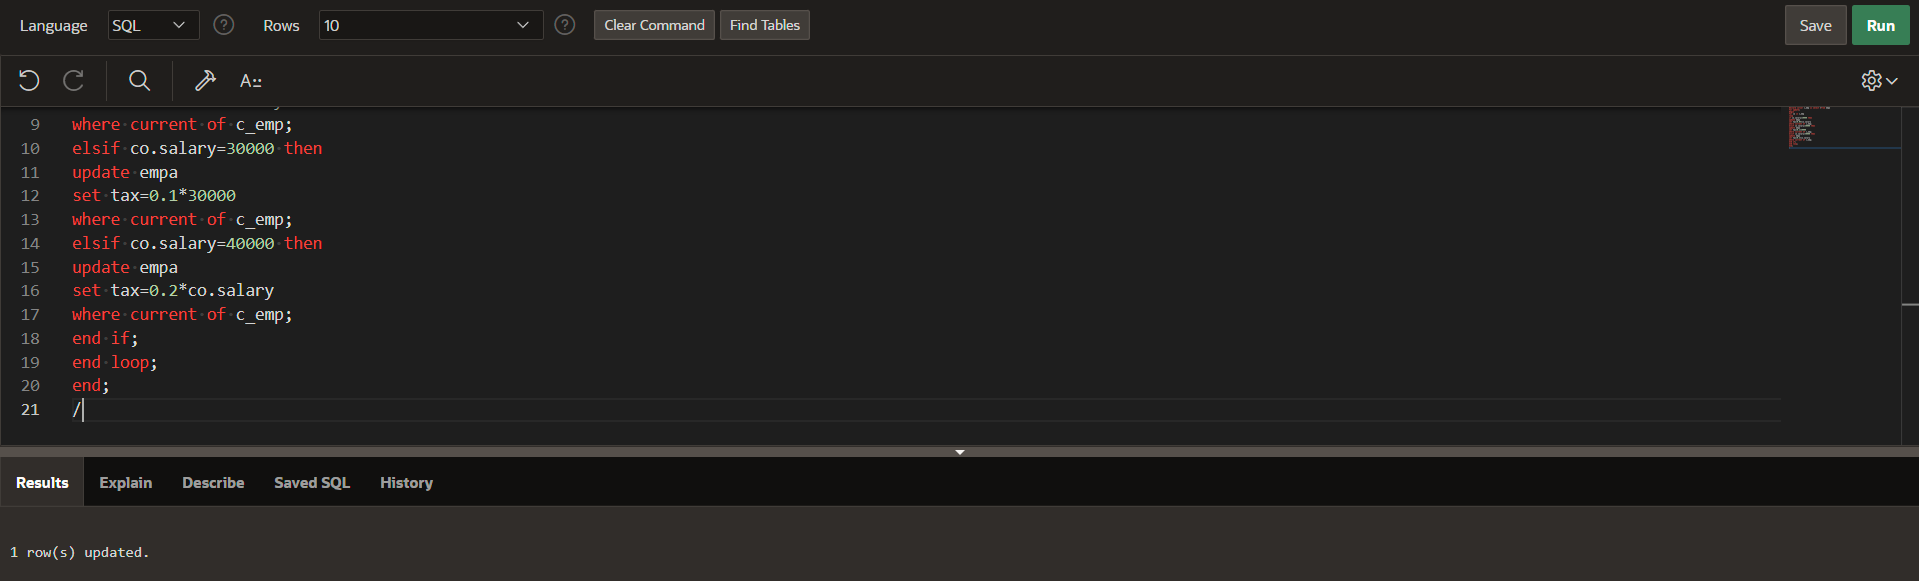 Language SQL Rows 10 Clear Command Find Tables Save Run
A
9 where current of c_emp;
10 elsif co.salary=30000 then
11 update empa
12 set tax=0.1*30000
13 where current of c_emp;
14 elsif co.salary=40000 then
15 update empa
16 set tax=0.2*co.salary
17 where current of c_emp;
18 end if;
19 end loop;
20 end;
21 /
Results Explain Describe Saved SQL History
1 row(s) updated.